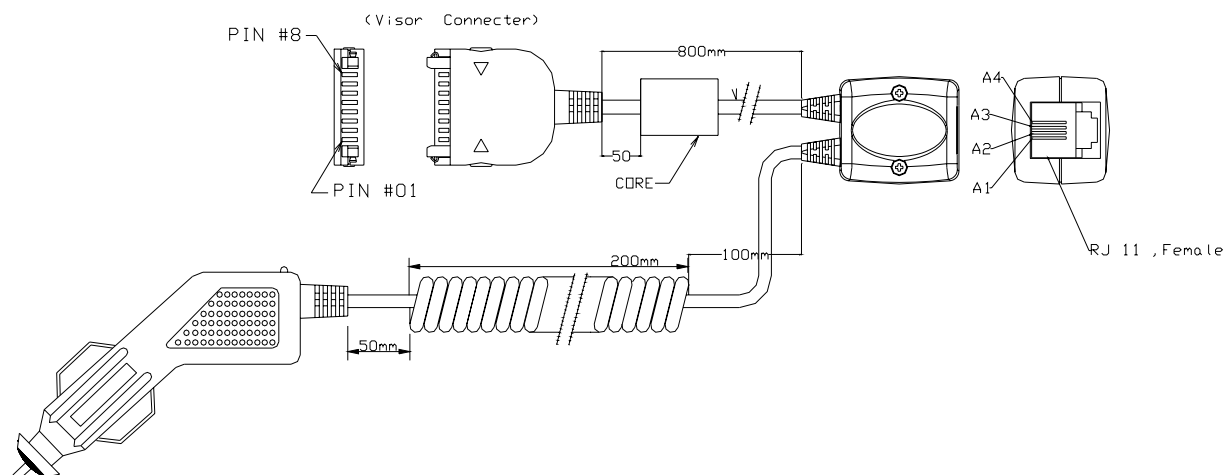 (Visor Connecter)
PIN #8
800mm
A4
A3
A2
A1
50
CORE
PIN #01
RJ 11 ,Female
200mm
100mm
50mm